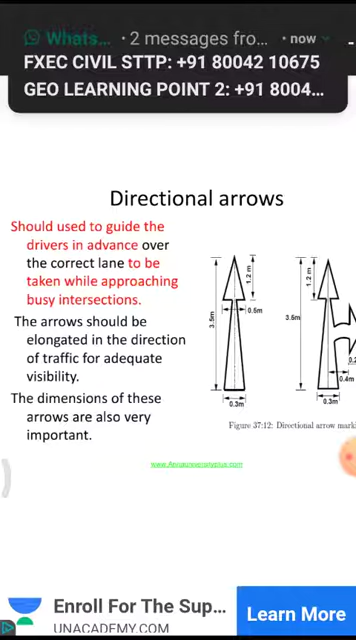 Whats... • 2 messages fro... • now
FXEC CIVIL STTP: +91 80042 10675
GEO LEARNING POINT 2: +91 8004...
Directional arrows
Should used to guide the
drivers in advance over
the correct lane to be
taken while approaching
busy intersections.
The arrows should be
elongated in the direction
of traffic for adequate
visibility.
The dimensions of these
arrows are also very
important.
1.2 m
3.5m
0.5m
0.3m
1.2 m
3.5m
0.2
0.4m
0.3m
Figure 37:12: Directional arrow marki
Enroll For The Sup...
UNACADEMY.COM
Learn More